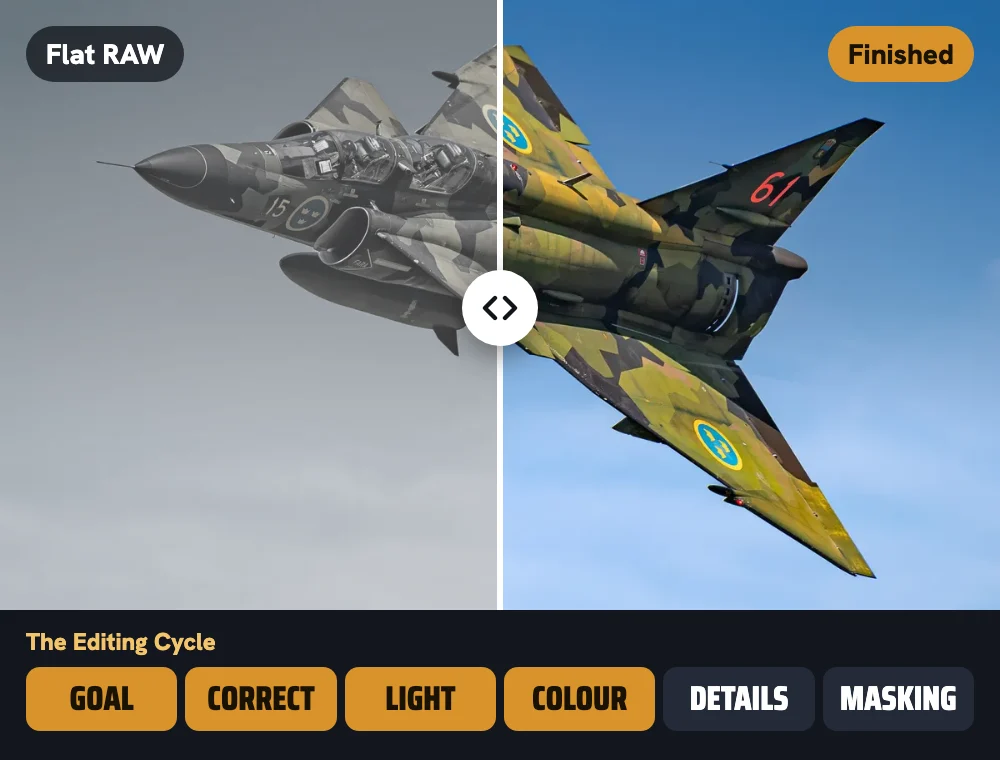 Flat RAW
Finished
15
61
The Editing Cycle
GOAL
CORRECT
LIGHT
COLOUR
DETAILS
MASKING